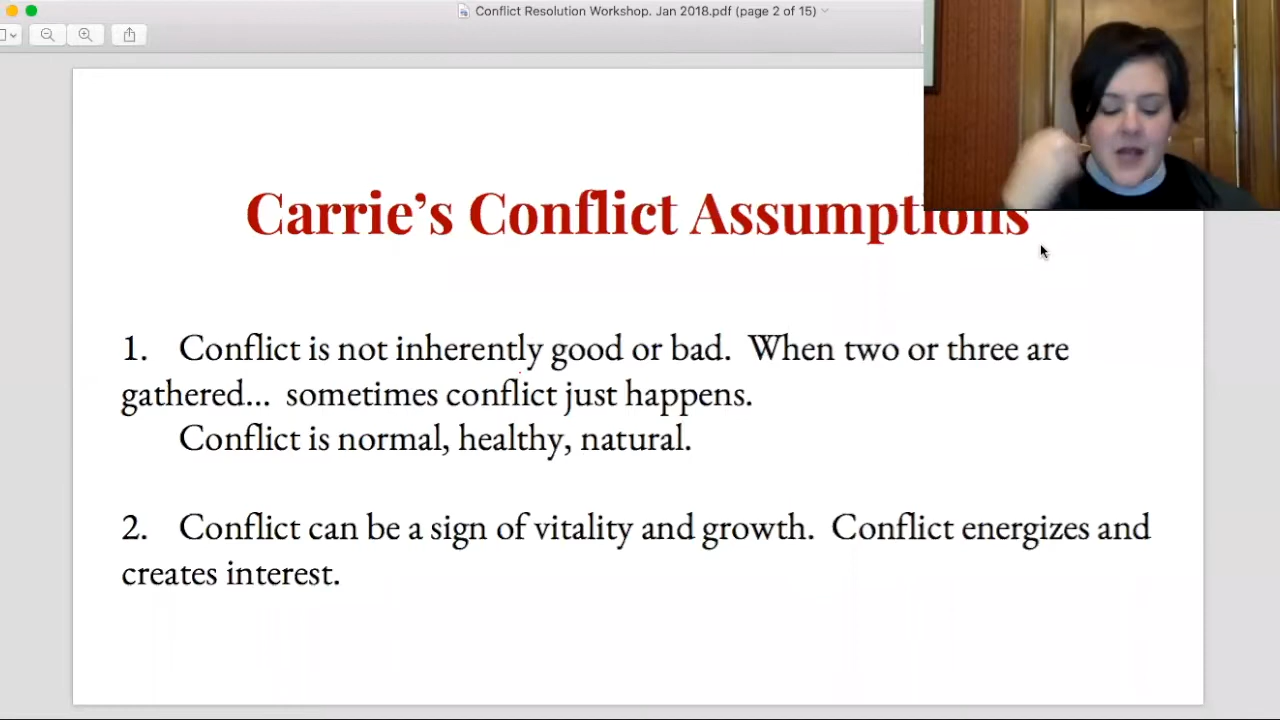 Conflict Resolution Workshop. Jan 2018.pdf (page 2 of 15)
Carrie's Conflict Assumptions
1. Conflict is not inherently good or bad. When two or three are
gathered... sometimes conflict just happens.
Conflict is normal, healthy, natural.
2. Conflict can be a sign of vitality and growth. Conflict energizes and
creates interest.